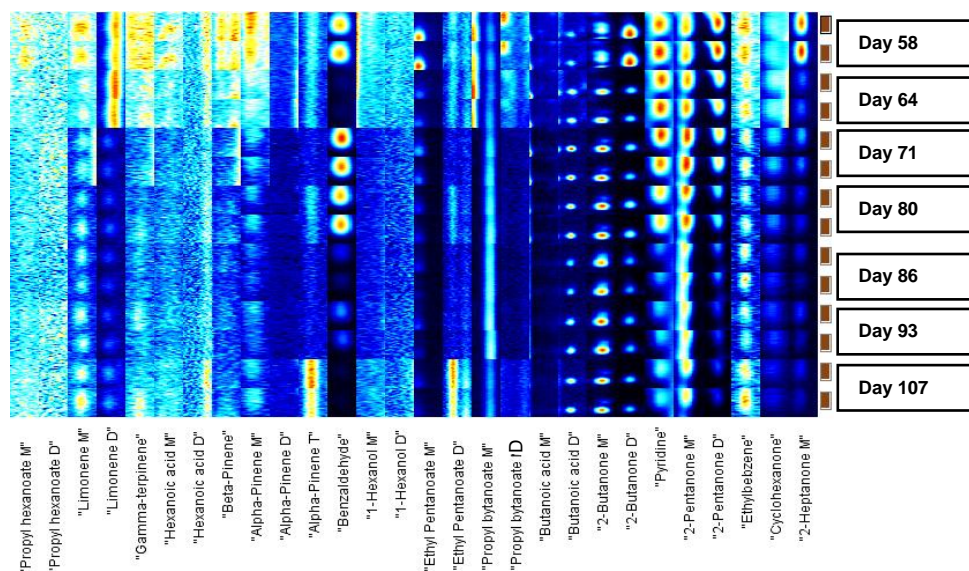 Day 58
Day 64
Day 71
Day 80
Day 86
Day 93
Day 107
"Propyl hexanoate M"
"Propyl hexanoate D"
"Limonene M"
"Limonene D"
"Gamma-terpinene"
"Hexanoic acid M"
"Hexanoic acid D"
"Beta-Pinene"
"Alpha-Pinene M"
"Alpha-Pinene D"
"Alpha-Pinene T"
"Benzaldehyde"
"1-Hexanol M"
"1-Hexanol D"
"Ethyl Pentanoate M"
"Ethyl Pentanoate D"
"Propyl bytanoate M"
"Propyl bytanoate D
"Butanoic acid M"
"Butanoic acid D"
"2-Butanone M"
"2-Butanone D"
"Pyridine"
"2-Pentanone M"
"2-Pentanone D"
"Ethylbebzene"
"Cyclohexanone"
"2-Heptanone M"